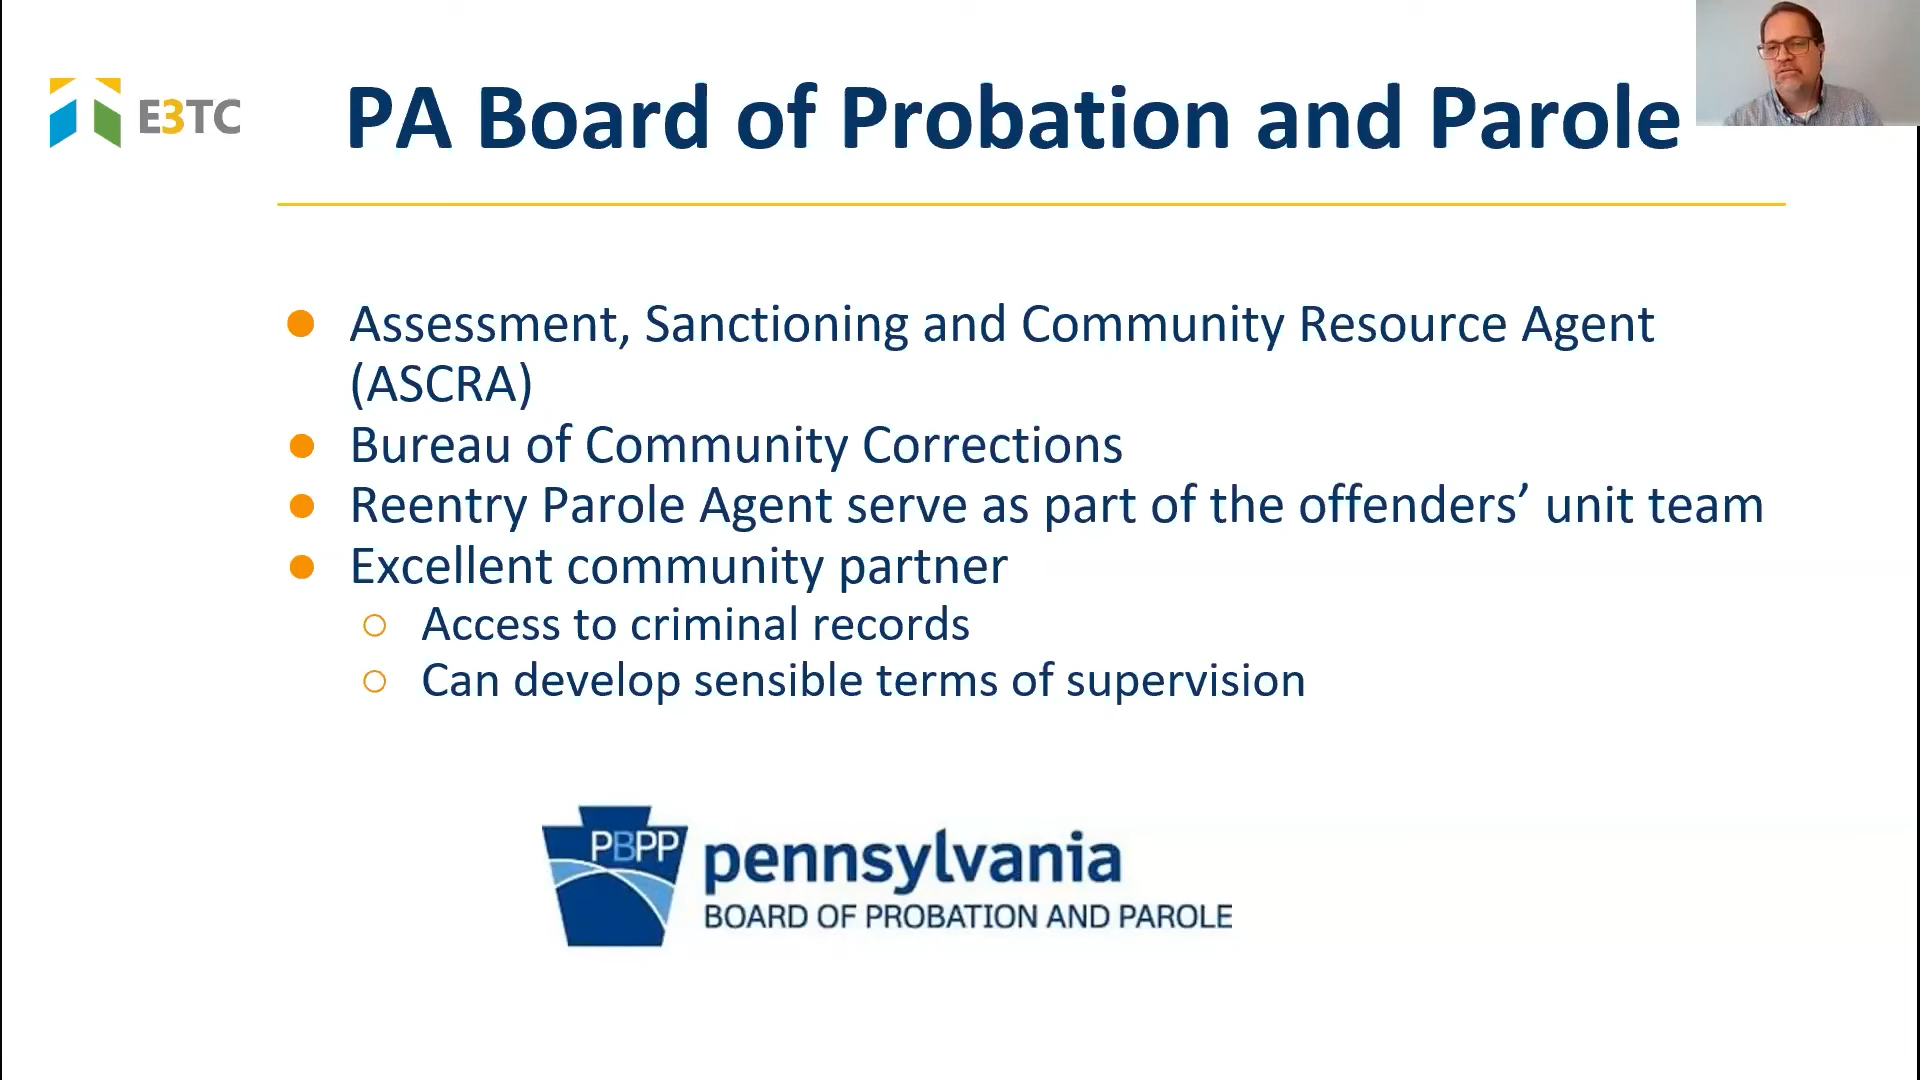 E3TC
PA Board of Probation and Parole
Assessment, Sanctioning and Community Resource Agent
(ASCRA)
Bureau of Community Corrections
Reentry Parole Agent serve as part of the offenders’ unit team
Excellent community partner
Access to criminal records
Can develop sensible terms of supervision
PBPP
pennsylvania
BOARD OF PROBATION AND PAROLE